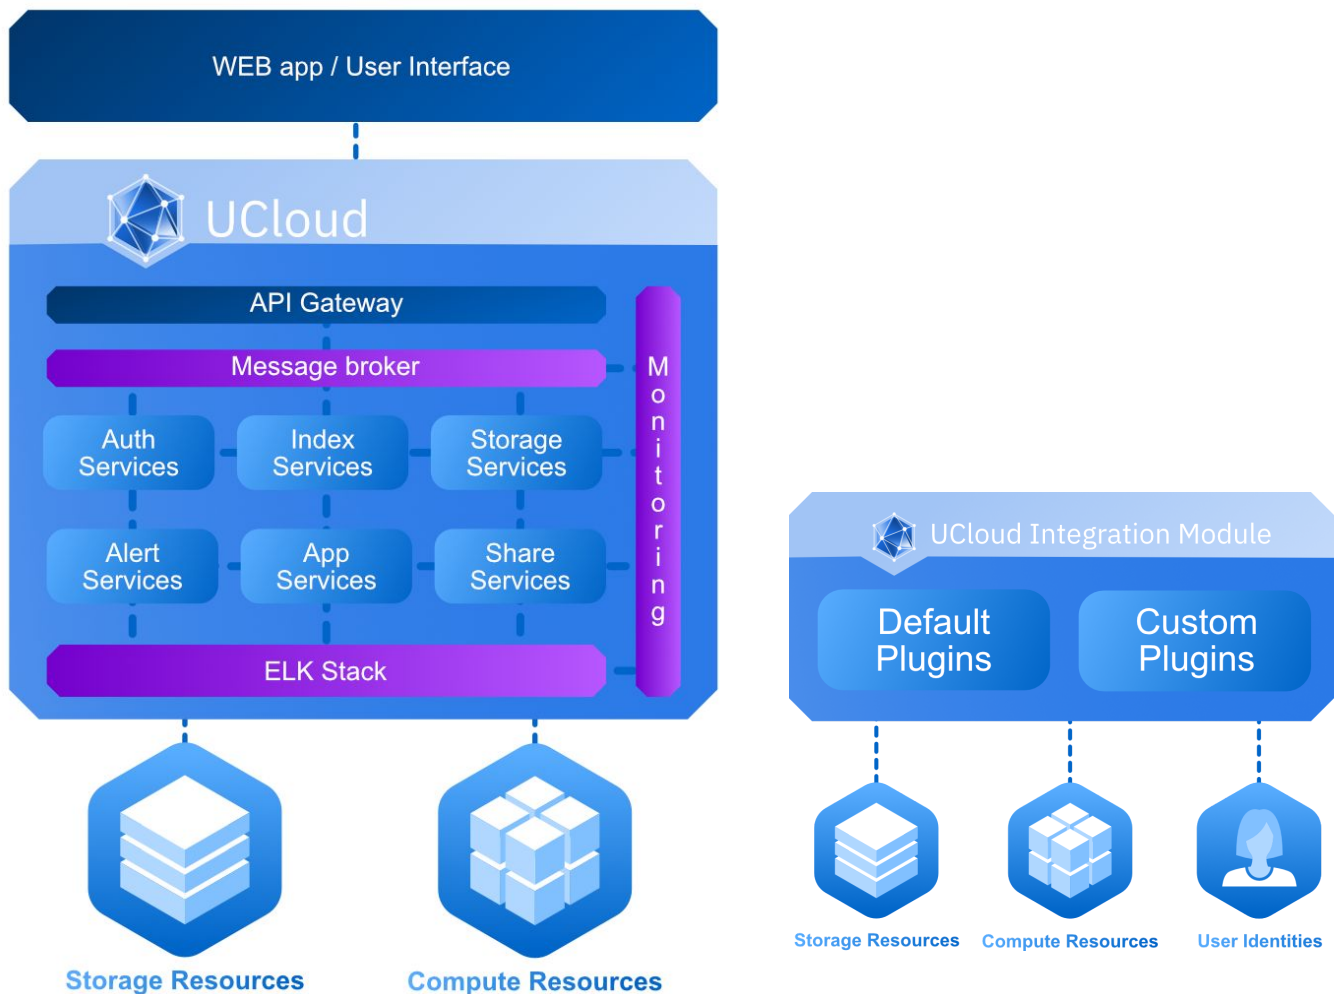 WEB app / User Interface
UCloud
API Gateway
Message broker
Monitoring
Auth
Services
Index
Services
Storage
Services
Alert
Services
App
Services
Share
Services
ELK Stack
Storage Resources
Compute Resources
UCloud Integration Module
Default
Plugins
Custom
Plugins
Storage Resources
Compute Resources
User Identities